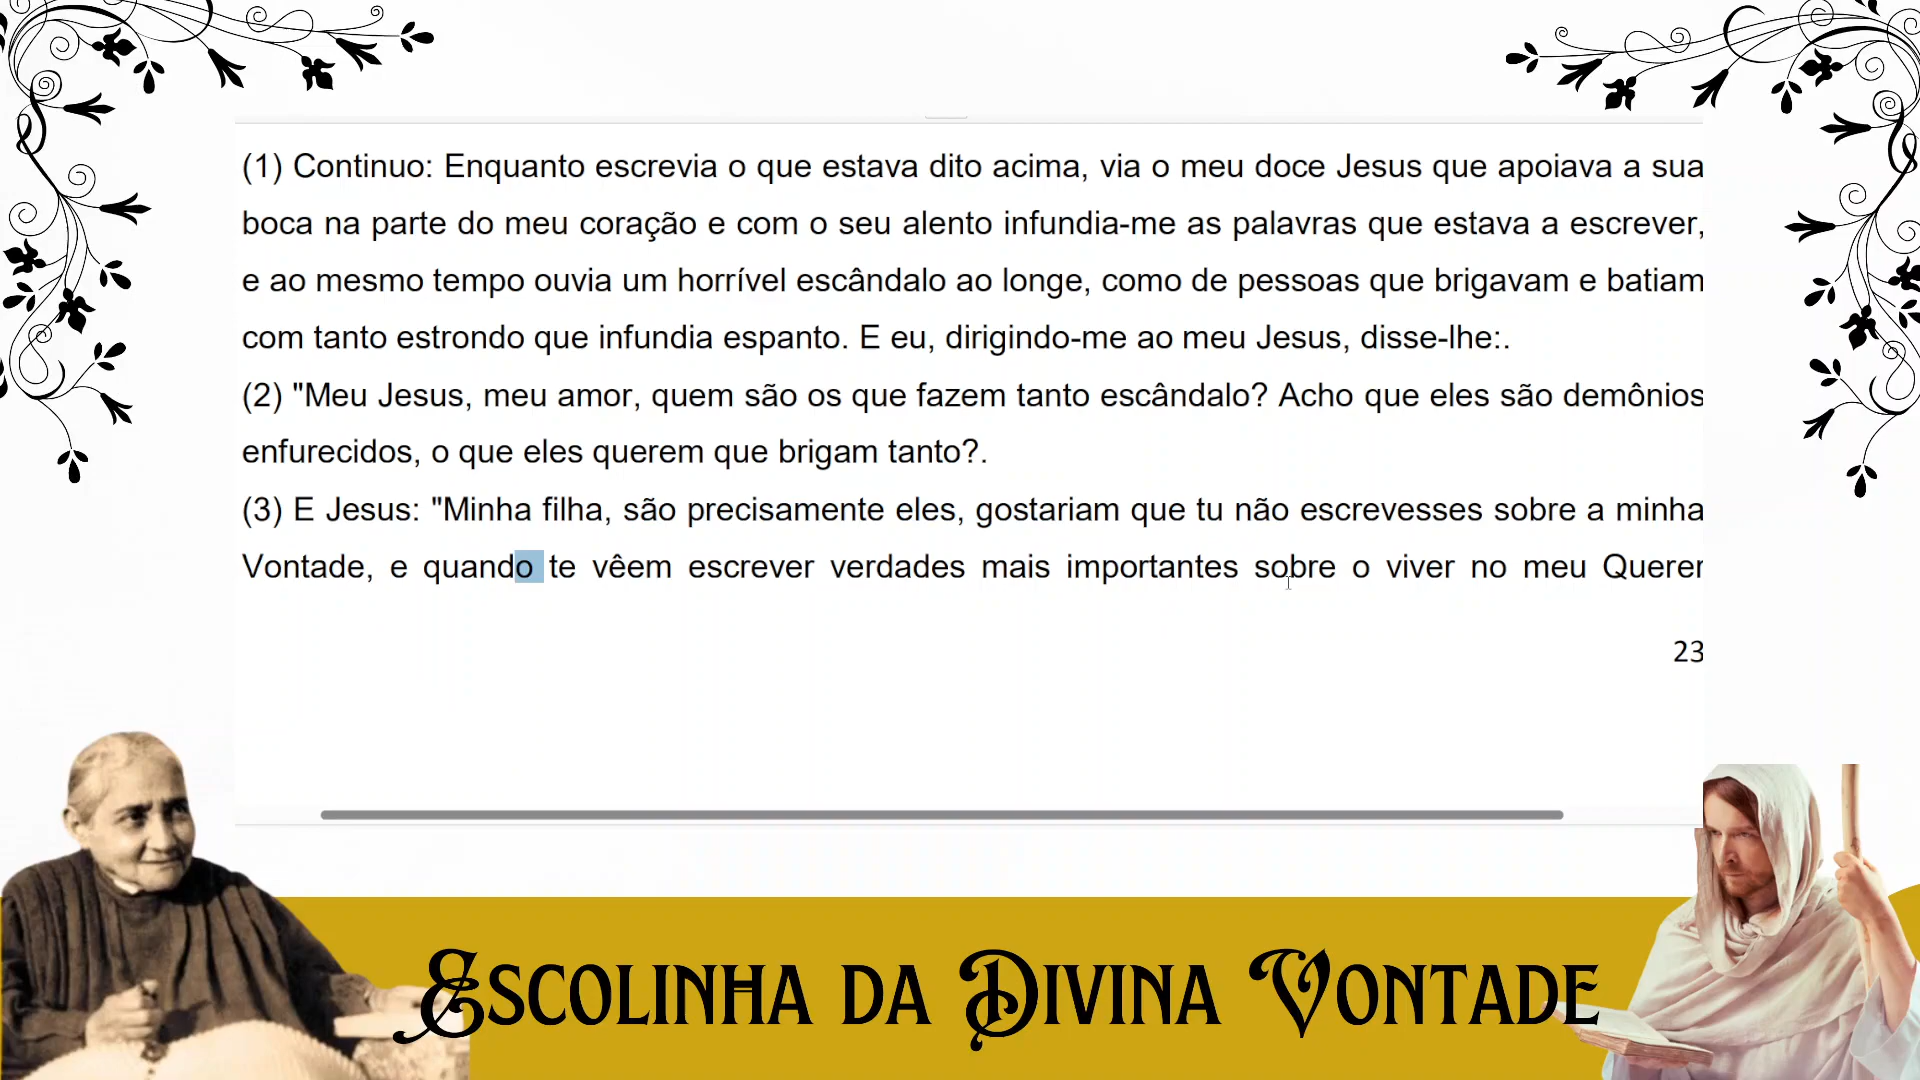 (1) Continuo: Enquanto escrevia o que estava dito acima, via o meu doce Jesus que apoiava a sua
boca na parte do meu coração e com o seu alento infundia-me as palavras que estava a escrever,
e ao mesmo tempo ouvia um horrível escândalo ao longe, como de pessoas que brigavam e batiam
com tanto estrondo que infundia espanto. E eu, dirigindo-me ao meu Jesus, disse-lhe:.
(2) "Meu Jesus, meu amor, quem são os que fazem tanto escândalo? Acho que eles são demônios
enfurecidos, o que eles querem que brigam tanto?.
(3) E Jesus: "Minha filha, são precisamente eles, gostariam que tu não escrevesses sobre a minha
Vontade, e quando te vêem escrever verdades mais importantes sobre o viver no meu Querer
23
Escolinha da Divina Vontade